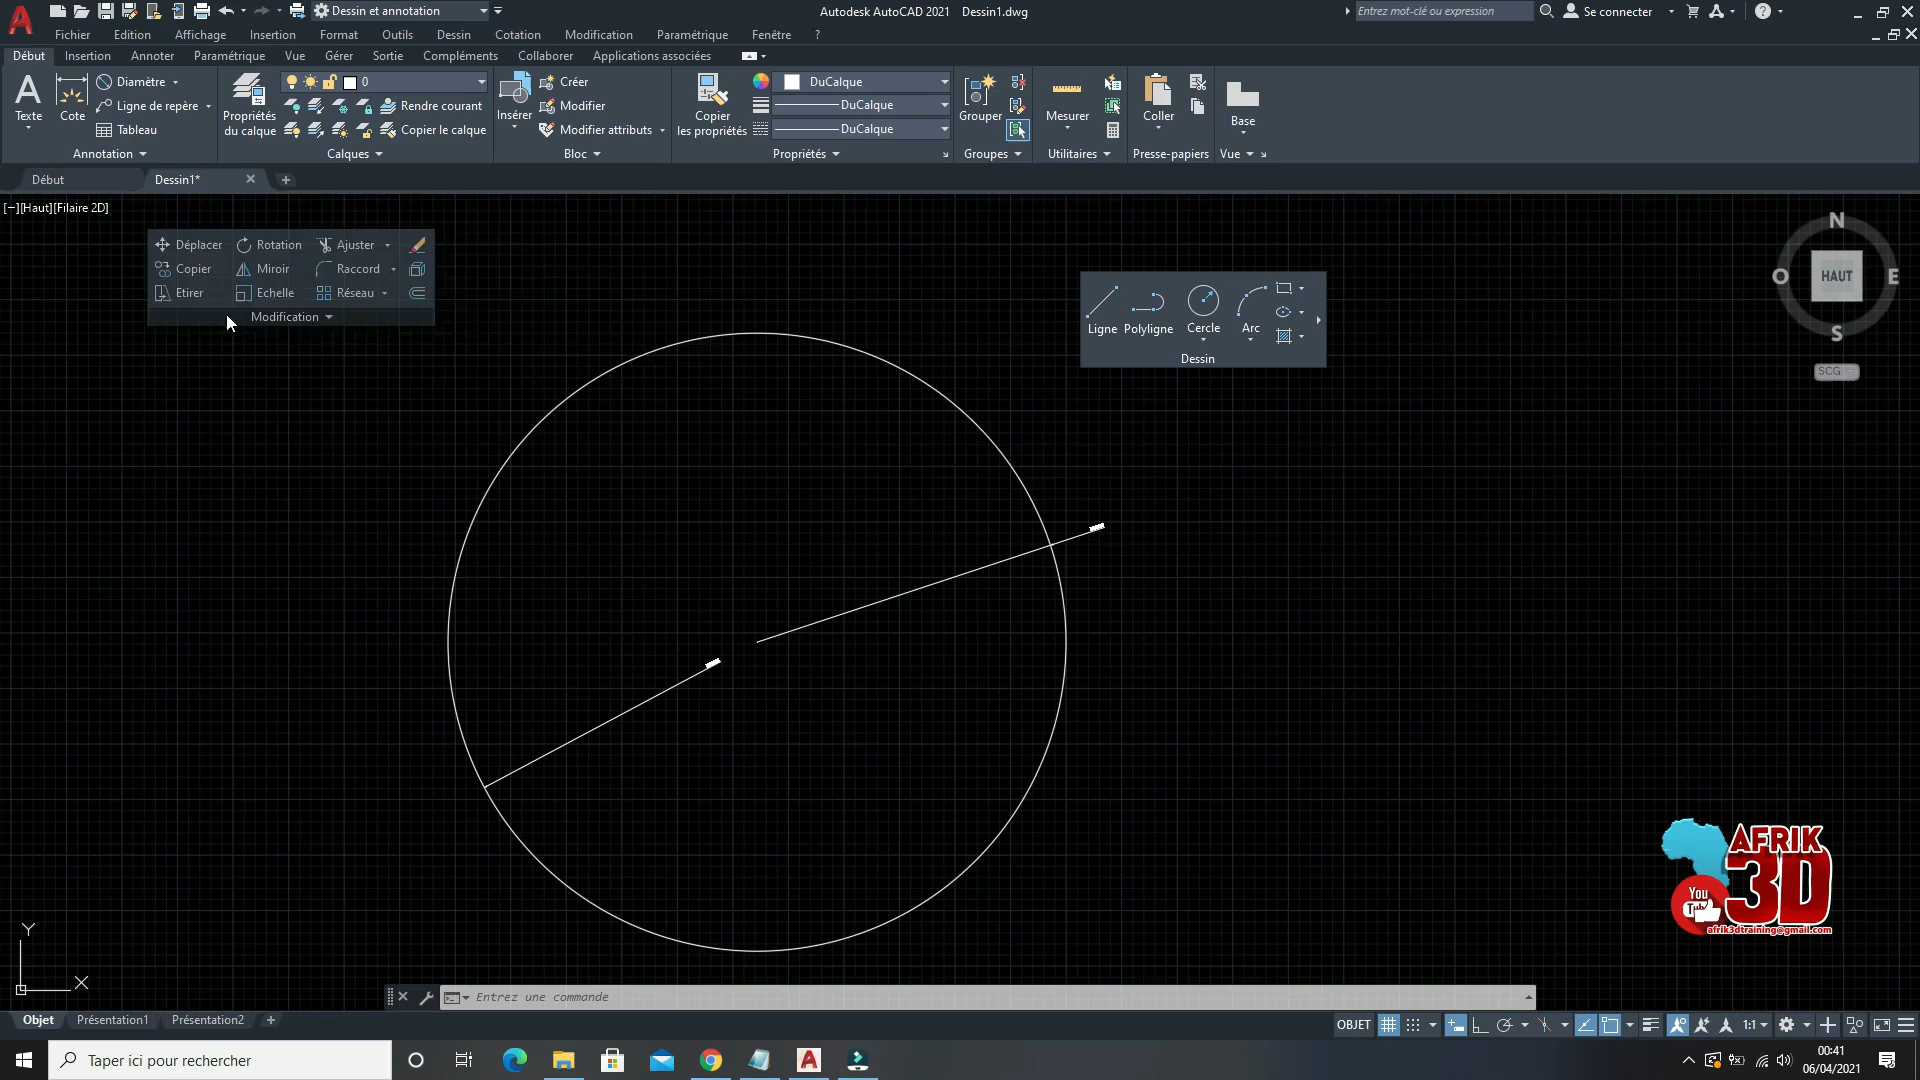 Dessin et annotation
Autodesk AutoCAD 2021 Dessin1.dwg
Entrez mot-clé ou expression
Se connecter
Fichier Edition Affichage Insertion Format Outils Dessin Cotation Modification Paramétrique Fenêtre ?
Début Insertion Annoter Paramétrique Vue Gérer Sortie Compléments Collaborer Applications associées
A
Texte
Cote
Diamètre
Ligne de repère
Tableau
Annotation
Propriétés
du calque
0
Rendre courant
Copier le calque
Calques
Insérer
Créer
Modifier
Modifier attributs
Bloc
Copier
les propriétés
DuCalque
DuCalque
DuCalque
Propriétés
Grouper
Groupes
Mesurer
Utilitaires
Coller
Presse-papiers
Base
Vue
Début
Dessin1*
[−][Haut][Filaire 2D]
Déplacer Rotation Ajuster
Copier Miroir Raccord
Etirer Echelle Réseau
Modification
Ligne Polyligne Cercle Arc
Dessin
N
O HAUT E
S
SCG
AFRIK
3D
You
Tube
afrik3dtraining@gmail.com
Y
X
Entrez une commande
Objet Présentation1 Présentation2
OBJET
1:1
Taper ici pour rechercher
00:41
06/04/2021